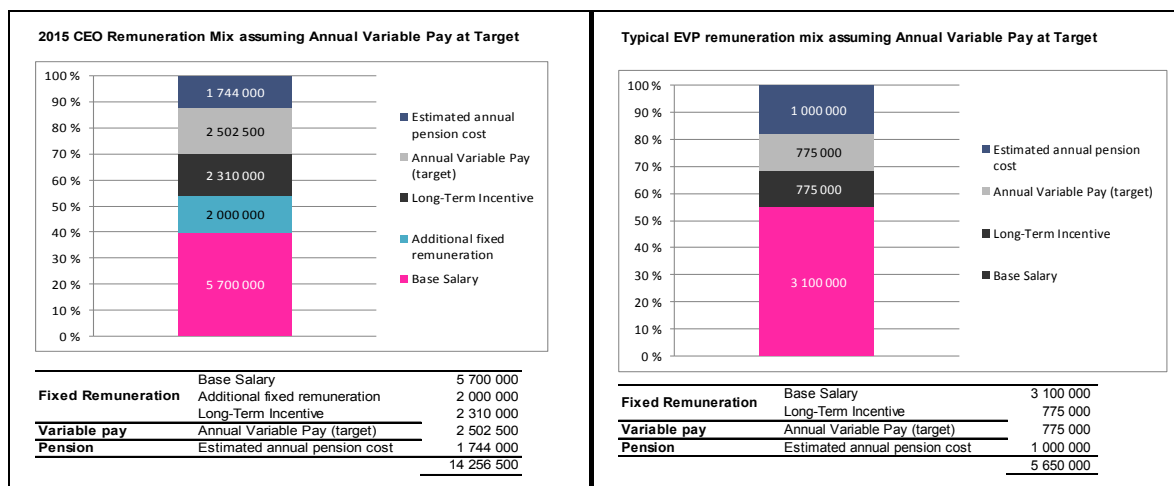 2015 CEO Remuneration Mix assuming Annual Variable Pay at Target
100 %
90 %
80 %
70 %
60 %
50 %
40 %
30 %
20 %
10 %
0 %
1 744 000
2 502 500
2 310 000
2 000 000
5 700 000
Estimated annual
pension cost
Annual Variable Pay
(target)
Long-Term Incentive
Additional fixed
remuneration
Base Salary
Fixed Remuneration
Base Salary 5 700 000
Additional fixed remuneration 2 000 000
Long-Term Incentive 2 310 000
Variable pay Annual Variable Pay (target) 2 502 500
Pension Estimated annual pension cost 1 744 000
14 256 500
Typical EVP remuneration mix assuming Annual Variable Pay at Target
100 %
90 %
80 %
70 %
60 %
50 %
40 %
30 %
20 %
10 %
0 %
1 000 000
775 000
775 000
3 100 000
Estimated annual pension
cost
Annual Variable Pay (target)
Long-Term Incentive
Base Salary
Fixed Remuneration
Base Salary 3 100 000
Long-Term Incentive 775 000
Variable pay Annual Variable Pay (target) 775 000
Pension Estimated annual pension cost 1 000 000
5 650 000